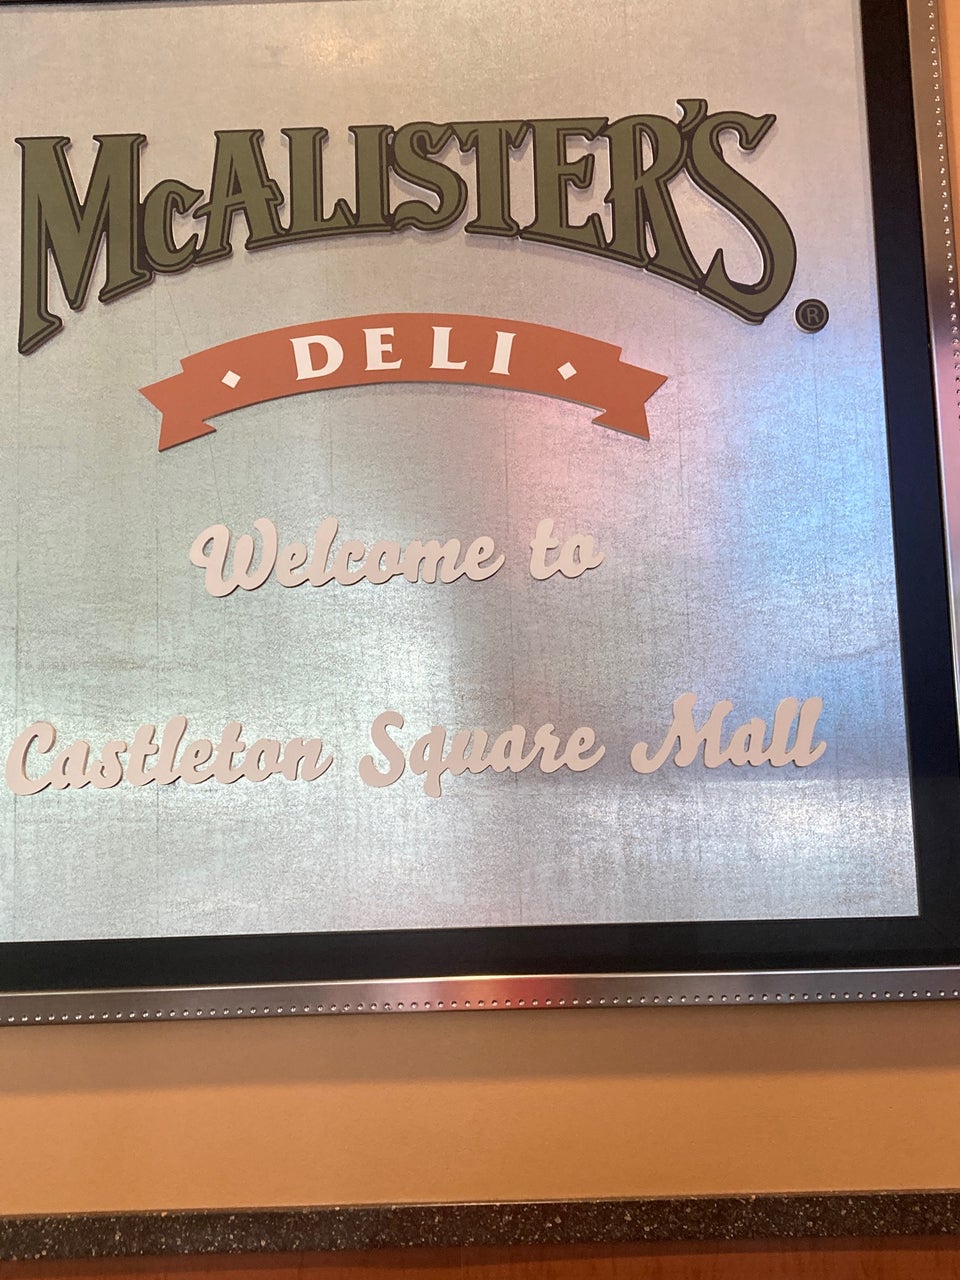 McALISTER'S ®
DELI
Welcome to
Castleton Square Mall